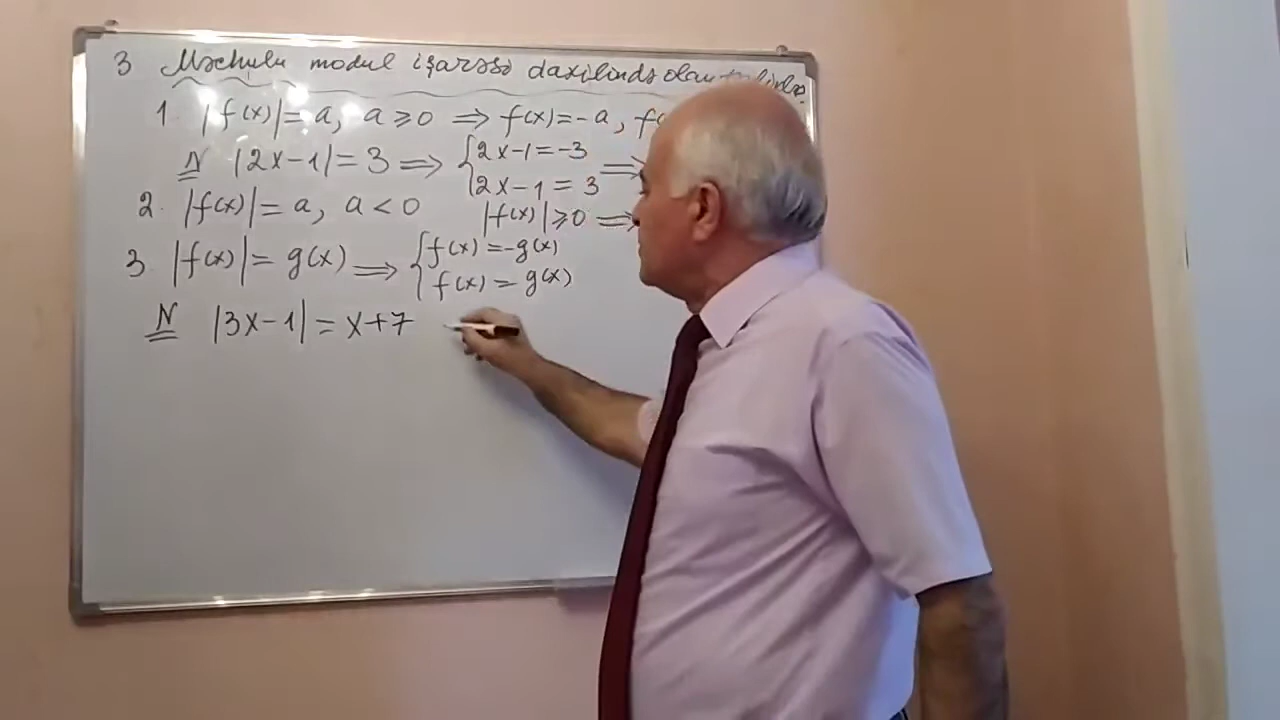 3 Məchulu modul işarəsi daxilində olan
1. |f(x)| = a, a ≥ 0 ⟹ f(x) = -a, f(
N |2x-1| = 3 ⟹ { 2x-1 = -3
2x-1 = 3 ⟹
2. |f(x)| = a, a < 0 |f(x)| ≥ 0 ⟹
3. |f(x)| = g(x) ⟹ { f(x) = -g(x)
f(x) = g(x)
N |3x-1| = x+7